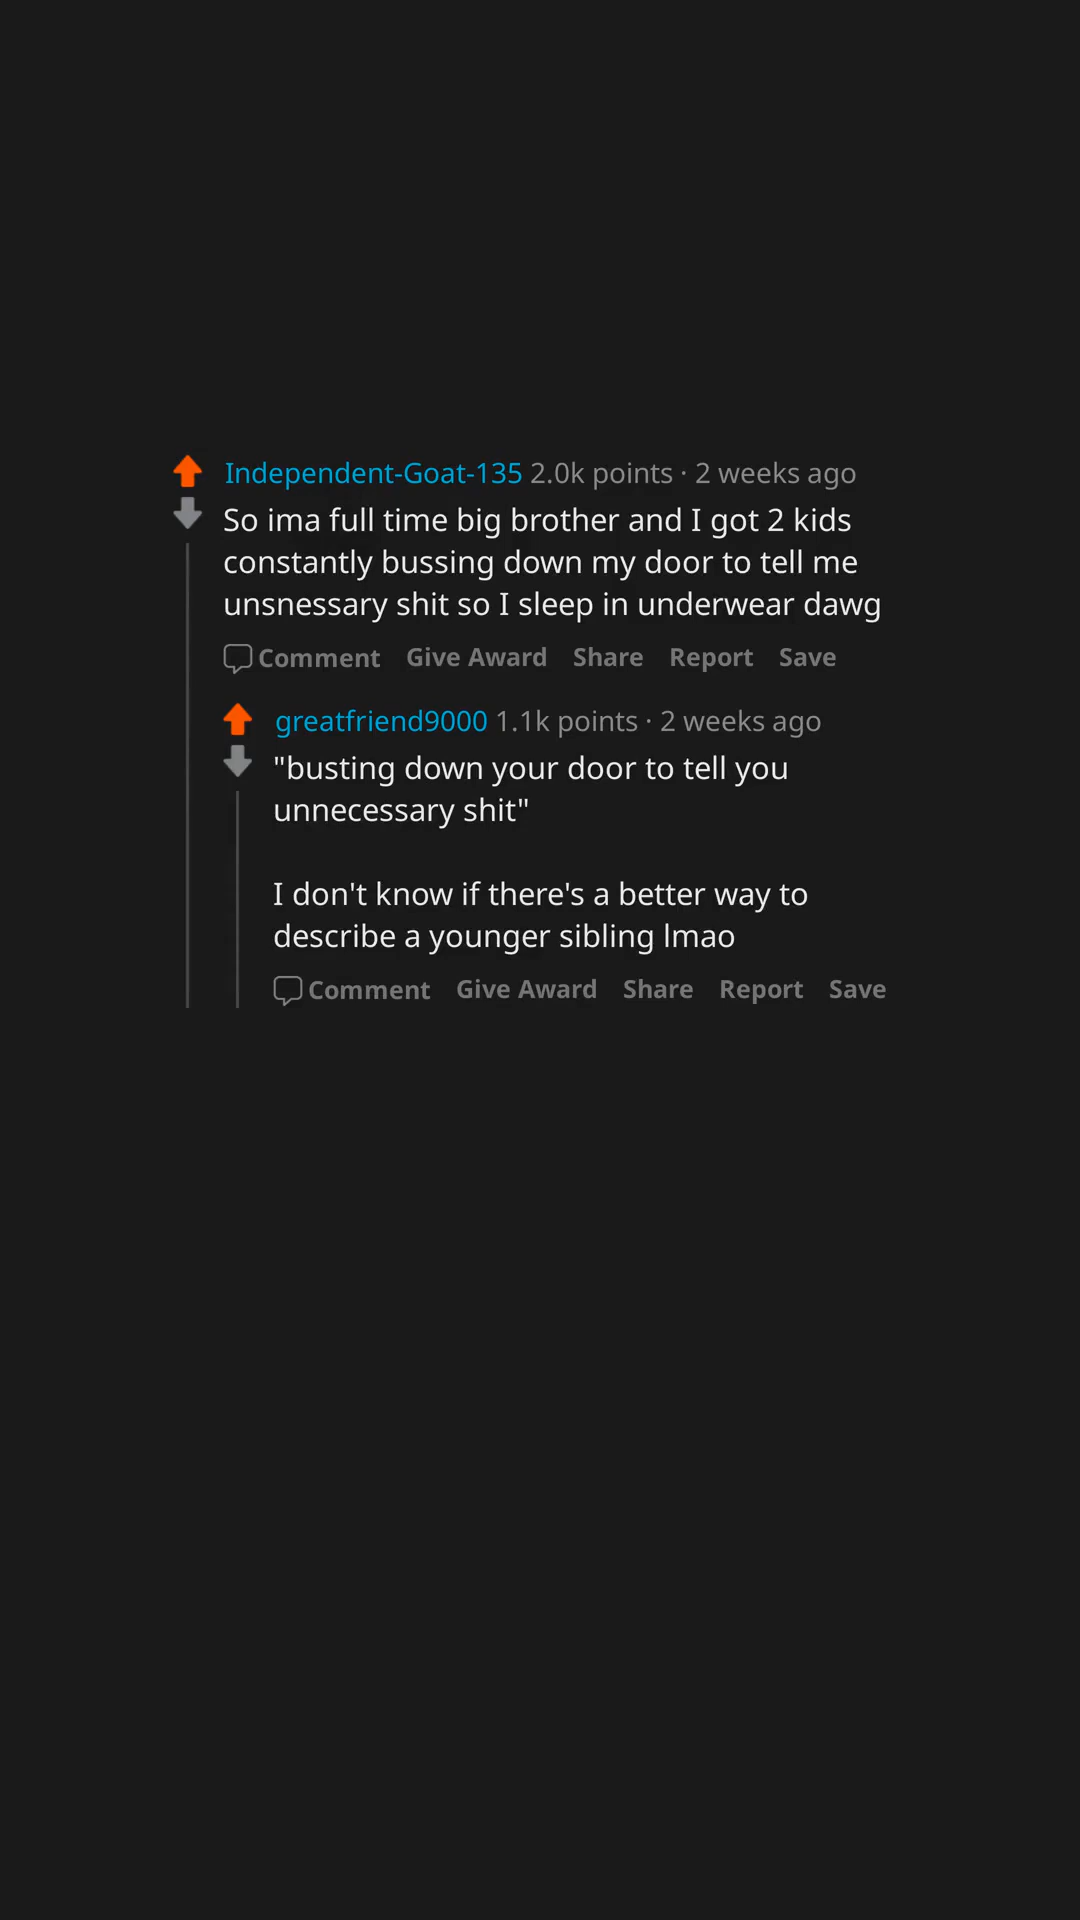 Independent-Goat-135 2.0k points · 2 weeks ago
So ima full time big brother and I got 2 kids
constantly bussing down my door to tell me
unsnessary shit so I sleep in underwear dawg
Comment Give Award Share Report Save
greatfriend9000 1.1k points · 2 weeks ago
"busting down your door to tell you
unnecessary shit"
I don't know if there's a better way to
describe a younger sibling lmao
Comment Give Award Share Report Save